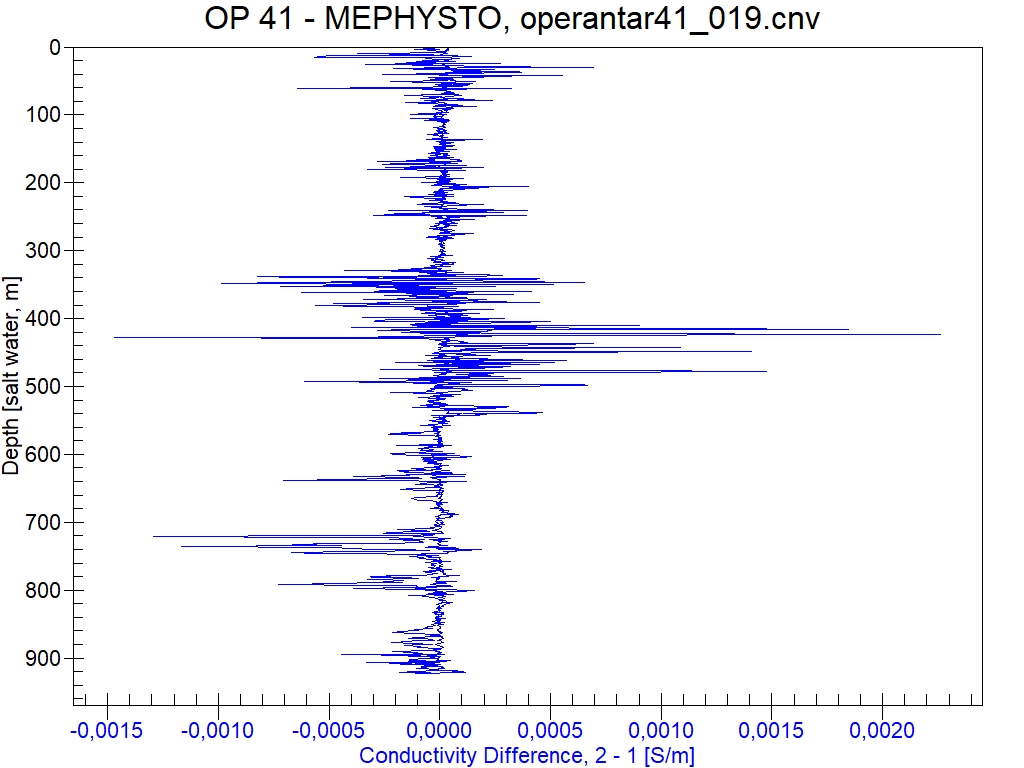 OP 41 - MEPHYSTO, operantar41_019.cnv
0
100
200
300
400
500
600
700
800
900
Depth [salt water, m]
-0,0015 -0,0010 -0,0005 0,0000 0,0005 0,0010 0,0015 0,0020
Conductivity Difference, 2 - 1 [S/m]